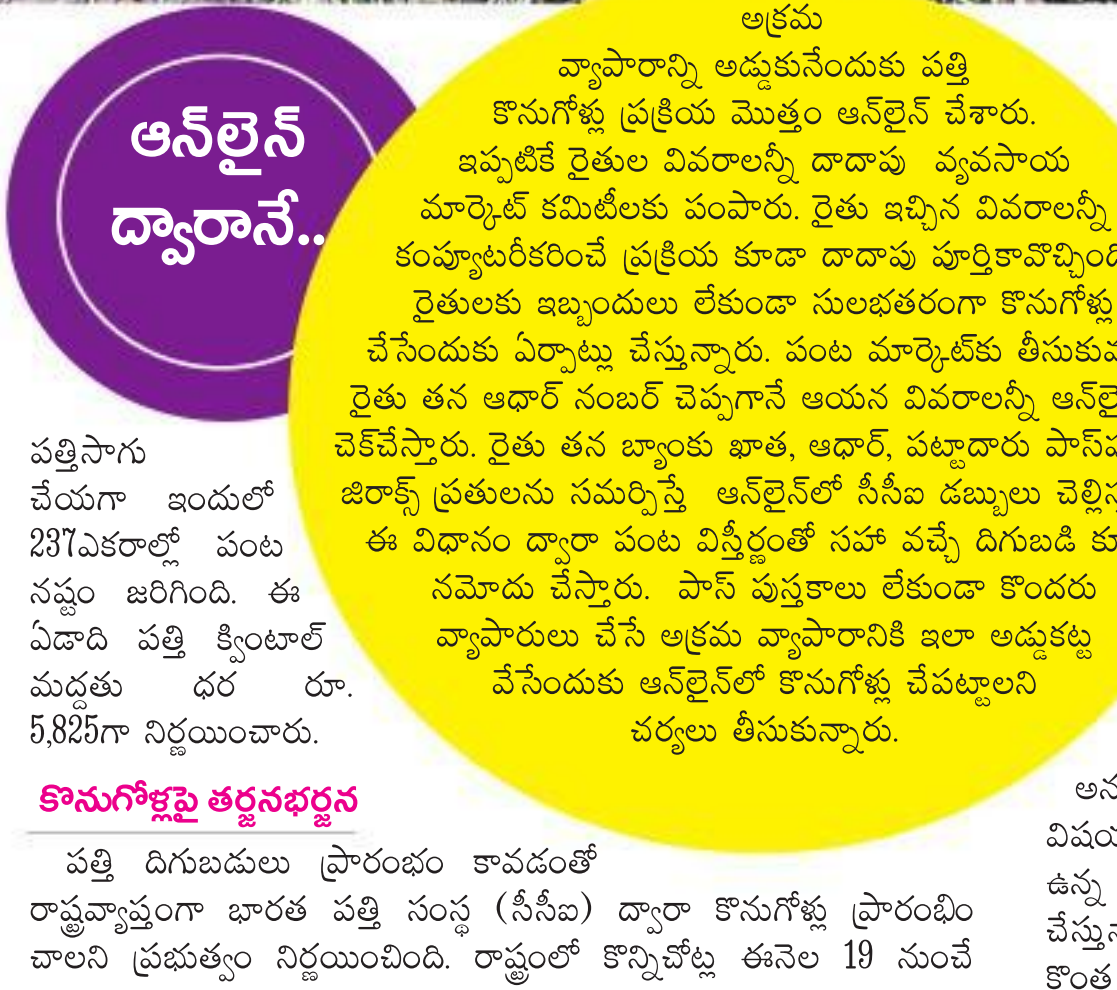 ఆన్‌లైన్
ద్వారానే..
అక్రమ
వ్యాపారాన్ని అడ్డుకునేందుకు పత్తి
కొనుగోళ్లు ప్రక్రియ మొత్తం ఆన్‌లైన్ చేశారు.
ఇప్పటికే రైతుల వివరాలన్నీ దాదాపు వ్యవసాయ
మార్కెట్ కమిటీలకు పంపారు. రైతు ఇచ్చిన వివరాలన్నీ
కంప్యూటరీకరించే ప్రక్రియ కూడా దాదాపు
రైతులకు ఇబ్బందులు లేకుండా సులభతరంగా కొనుగోళ్లు
చేసేందుకు ఏర్పాట్లు చేస్తున్నారు. పంట మార్కెట్‌కు
రైతు తన ఆధార్ నంబర్ చెప్పగానే ఆయన వివరాలన్నీ
చెక్‌చేస్తారు. రైతు తన బ్యాంకు ఖాత, ఆధార్, పట్టాదారు
జిరాక్స్ ప్రతులను సమర్పిస్తే ఆన్‌లైన్‌లో సీసీఐ డబ్బులు
ఈ విధానం ద్వారా పంట విస్తీర్ణంతో సహా వచ్చే దిగుబడి
నమోదు చేస్తారు. పాస్ పుస్తకాలు లేకుండా కొందరు
వ్యాపారులు చేసే అక్రమ వ్యాపారానికి ఇలా అడ్డుకట్ట
వేసేందుకు ఆన్‌లైన్‌లో కొనుగోళ్లు చేపట్టాలని
చర్యలు తీసుకున్నారు.
పత్తిసాగు
చేయగా ఇందులో
237ఎకరాల్లో పంట
నష్టం జరిగింది. ఈ
ఏడాది పత్తి క్వింటాల్
మద్దతు ధర రూ.
5,825గా నిర్ణయించారు.
కొనుగోళ్లపై తర్జనభర్జన
పత్తి దిగుబడులు ప్రారంభం కావడంతో
రాష్ట్రవ్యాప్తంగా భారత పత్తి సంస్థ (సీసీఐ) ద్వారా కొనుగోళ్లు ప్రారంభిం
చాలని ప్రభుత్వం నిర్ణయించింది. రాష్ట్రంలో కొన్నిచోట్ల ఈనెల 19 నుంచే
ఉన్న
కొంత